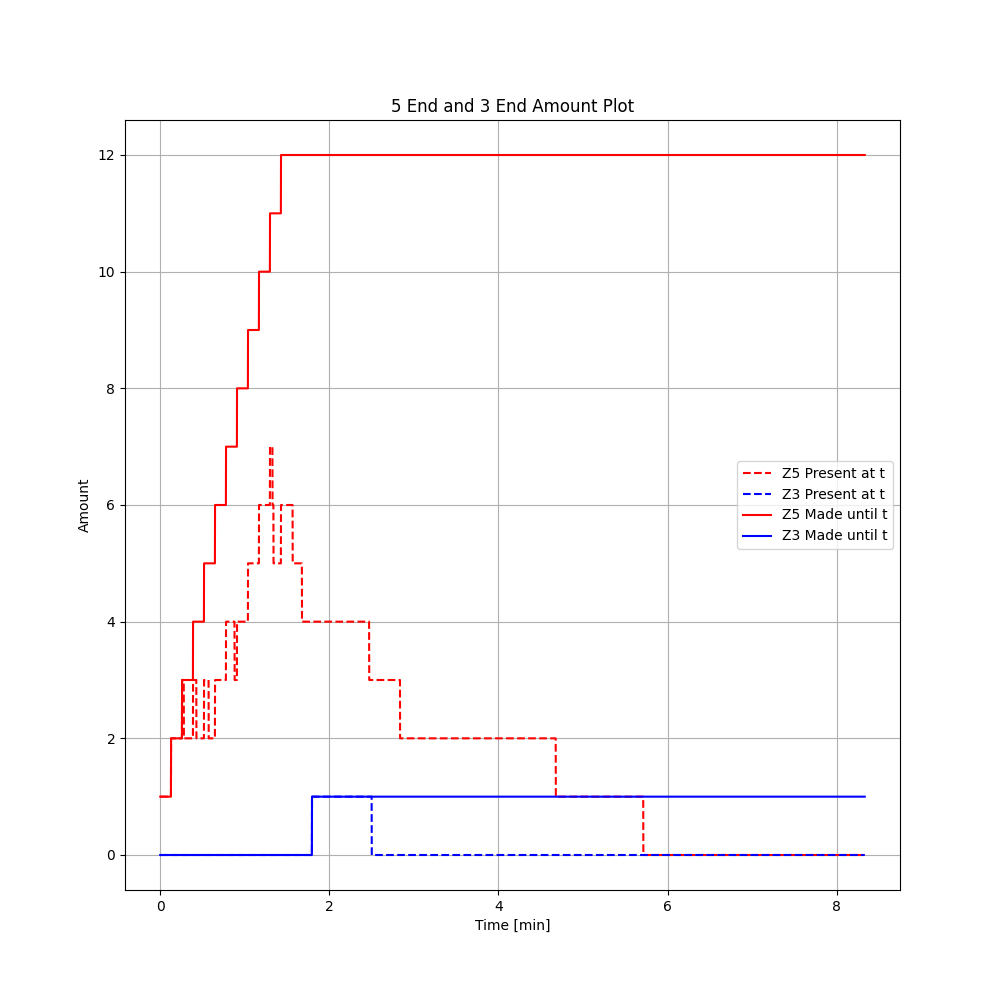 5 End and 3 End Amount Plot
Amount
12
10
8
6
4
2
0
Z5 Present at t
Z3 Present at t
Z5 Made until t
Z3 Made until t
0 2 4 6 8
Time [min]